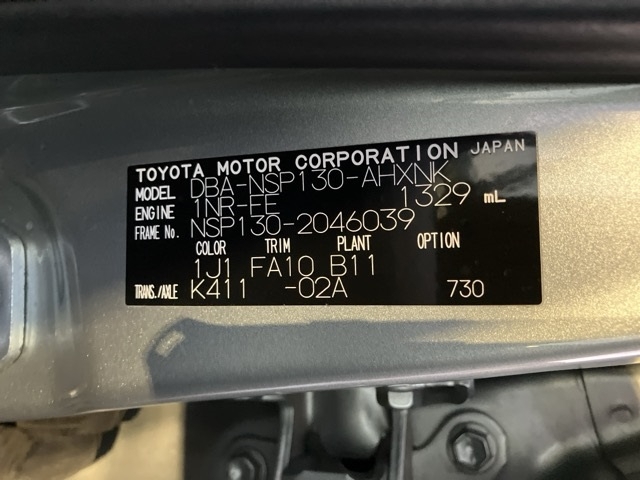 TOYOTA MOTOR CORPORATION JAPAN
MODEL DBA-NSP130-AHXNK
ENGINE 1NR-FE 1329 mL
FRAME No. NSP130-2046039
COLOR TRIM PLANT OPTION
1J1 FA10 B11
TRANS./AXLE K411 -02A 730